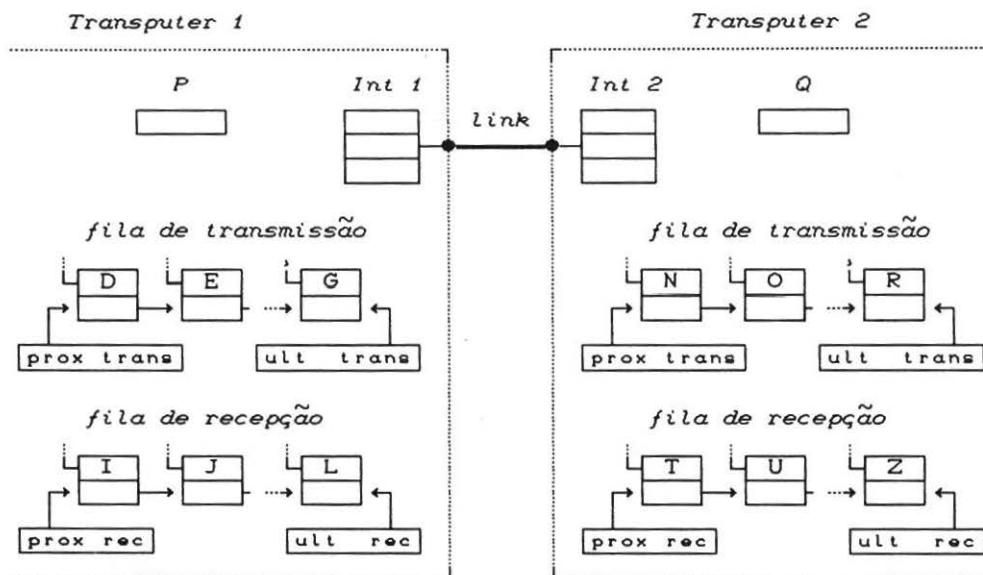 Transputer 1
Transputer 2
P
Int 1
link
Int 2
Q
fila de transmissão
fila de transmissão
D
E
G
N
O
R
prox trans
ult trans
prox trans
ult trans
fila de recepção
fila de recepção
I
J
L
T
U
Z
prox rec
ult rec
prox rec
ult rec